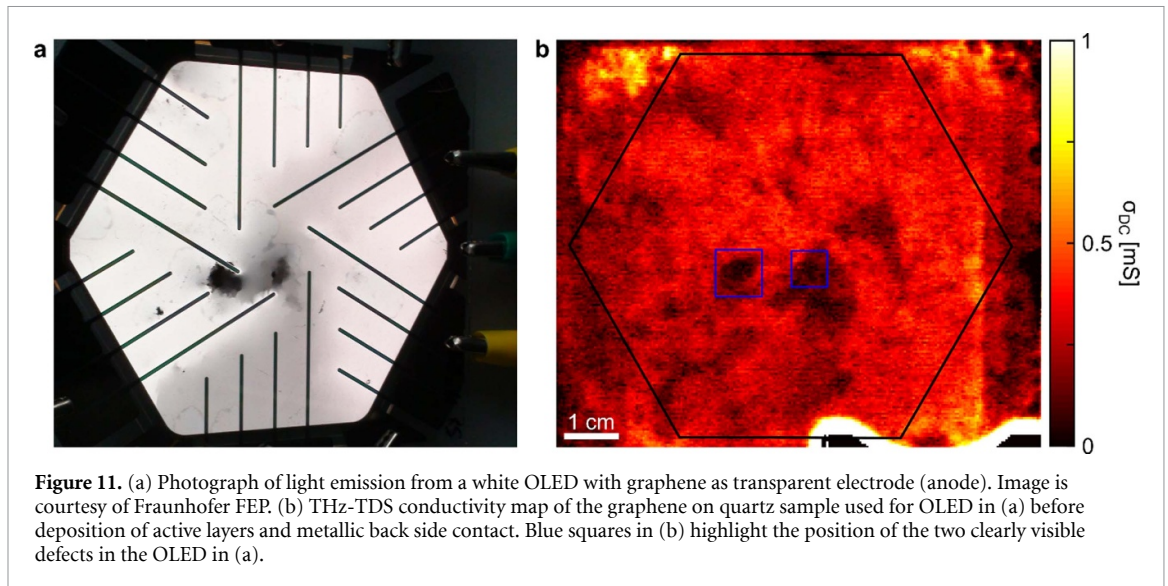 a
b
1
0.5
0
σDC [mS]
1 cm
Figure 11. (a) Photograph of light emission from a white OLED with graphene as transparent electrode (anode). Image is
courtesy of Fraunhofer FEP. (b) THz-TDS conductivity map of the graphene on quartz sample used for OLED in (a) before
deposition of active layers and metallic back side contact. Blue squares in (b) highlight the position of the two clearly visible
defects in the OLED in (a).